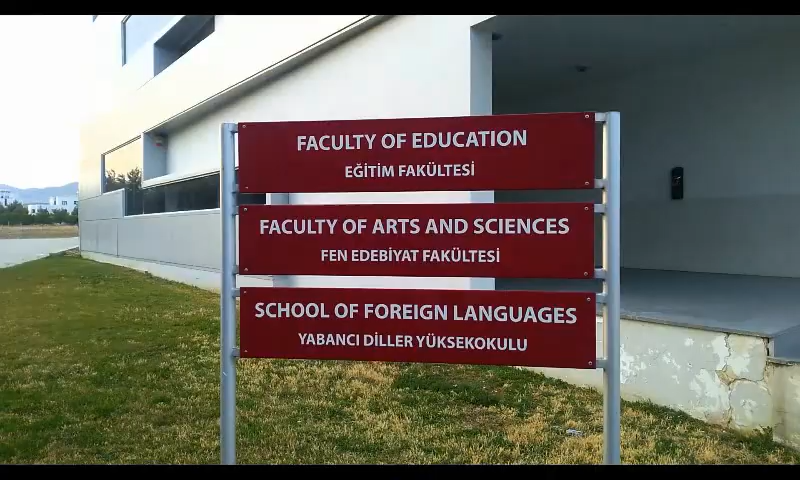 FACULTY OF EDUCATION
EĞİTİM FAKÜLTESİ
FACULTY OF ARTS AND SCIENCES
FEN EDEBİYAT FAKÜLTESİ
SCHOOL OF FOREIGN LANGUAGES
YABANCI DİLLER YÜKSEKOKULU